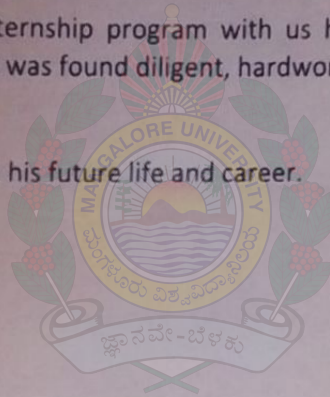 ternship program with us h
was found diligent, hardwor
his future life and career.
MANGALORE UNIVERSITY
ಮಂಗಳೂರು ವಿಶ್ವವಿದ್ಯಾನಿಲಯ
ಜ್ಞಾನವೇ-ಬೆಳಕು